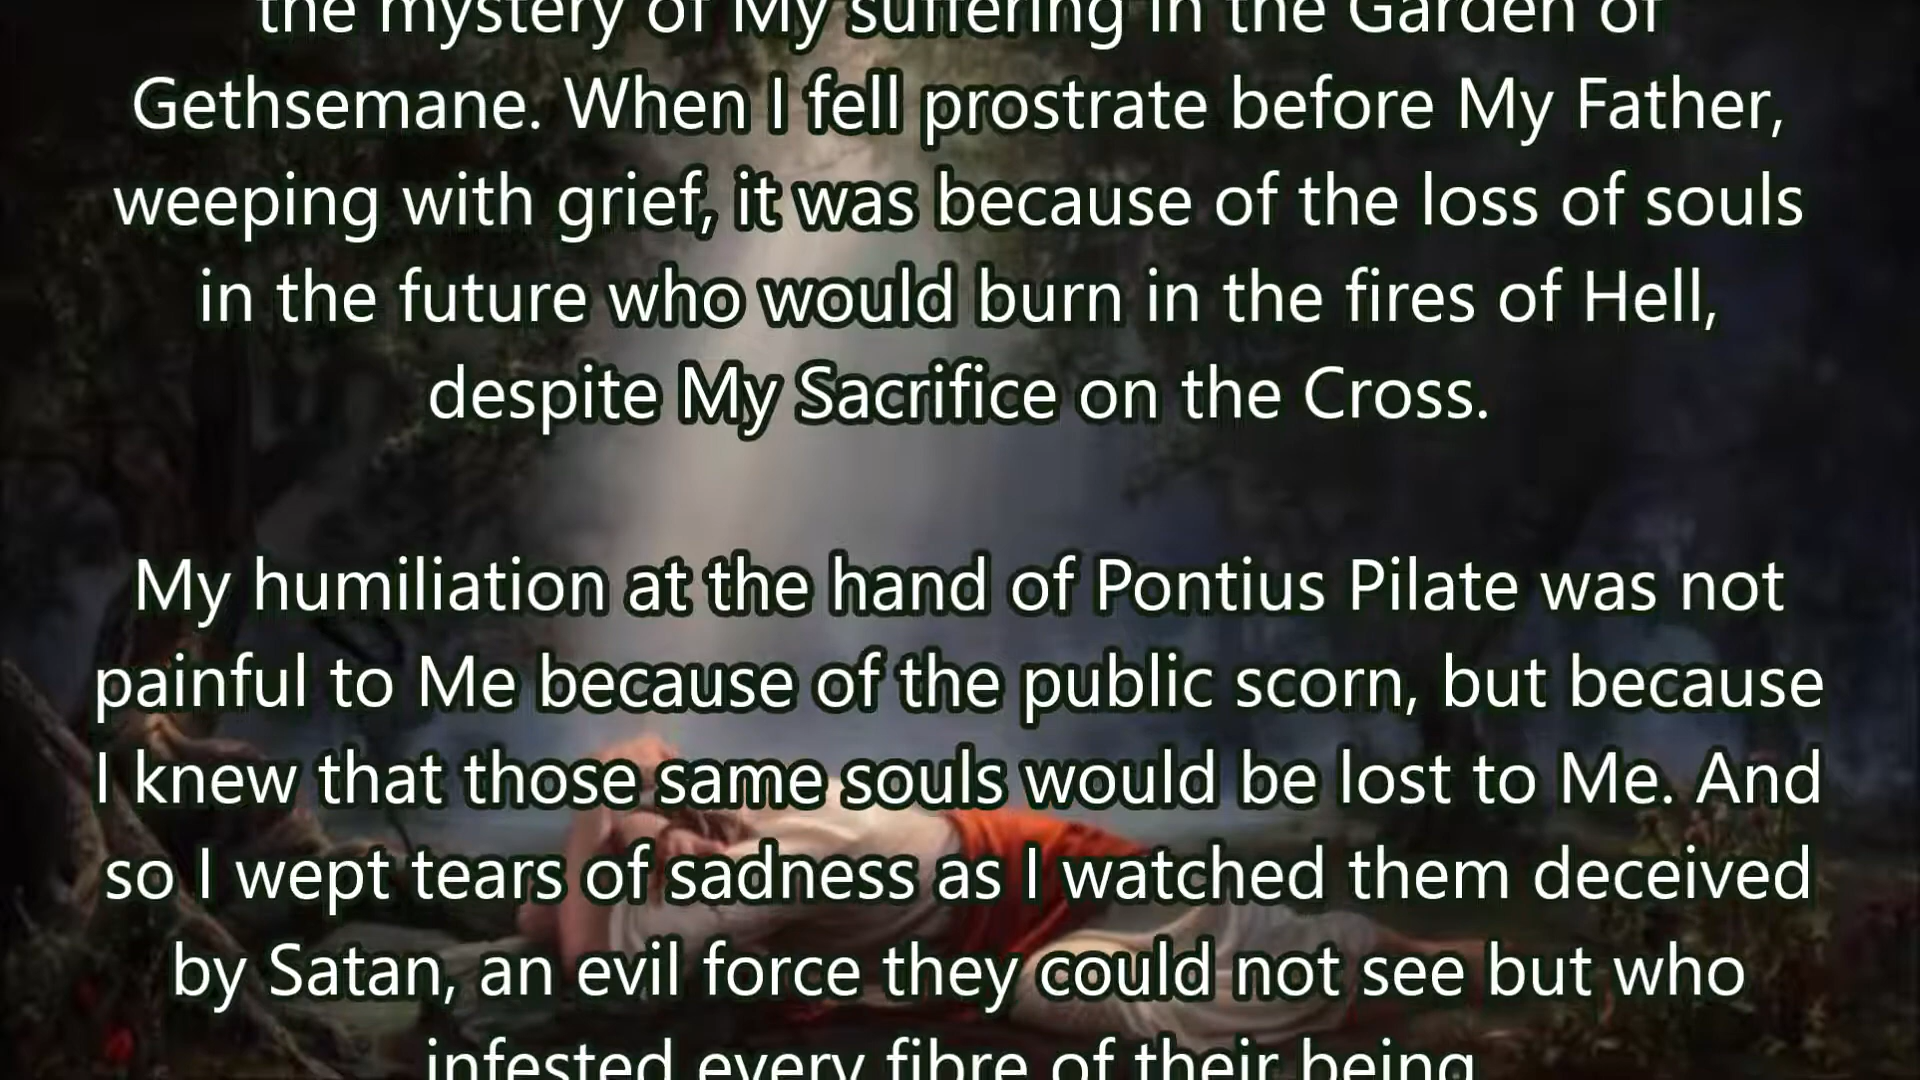 the mystery of My suffering in the Garden of
Gethsemane. When I fell prostrate before My Father,
weeping with grief, it was because of the loss of souls
in the future who would burn in the fires of Hell,
despite My Sacrifice on the Cross.
My humiliation at the hand of Pontius Pilate was not
painful to Me because of the public scorn, but because
I knew that those same souls would be lost to Me. And
so I wept tears of sadness as I watched them deceived
by Satan, an evil force they could not see but who
infested every fibre of their being